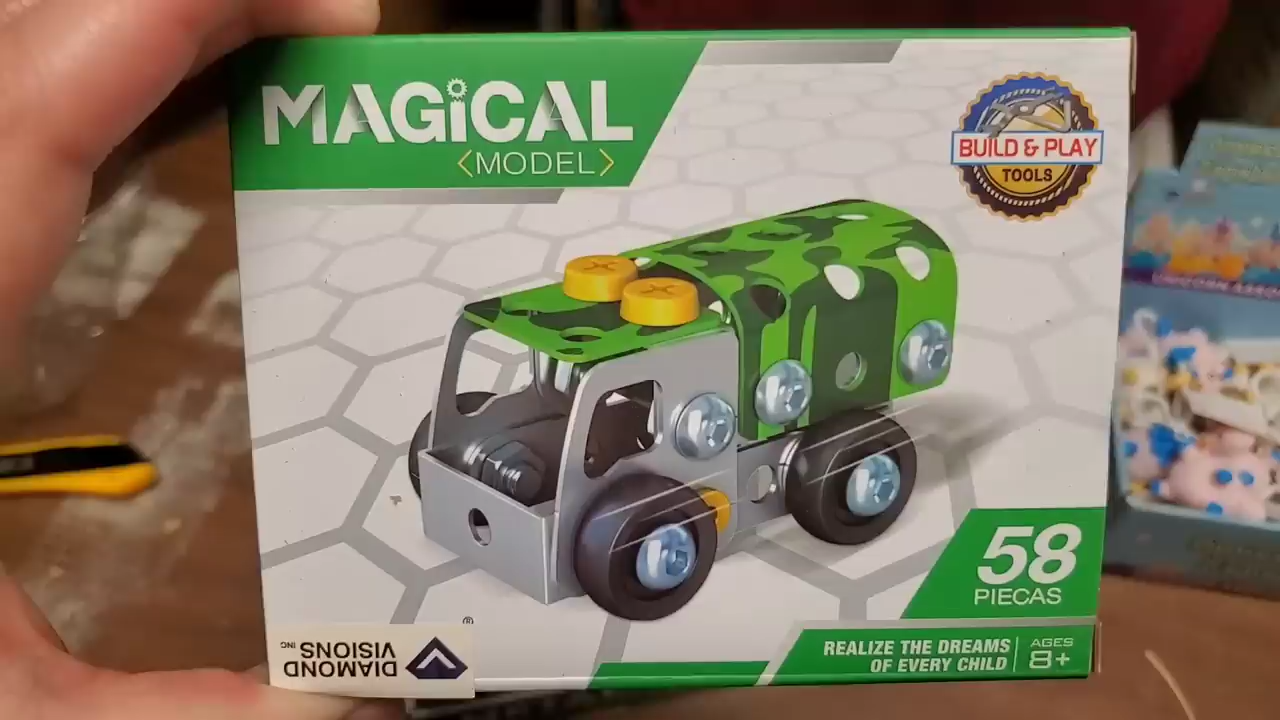 MAGiCAL
<MODEL>
BUILD & PLAY
TOOLS
58
PIECAS
REALIZE THE DREAMS
OF EVERY CHILD
AGES
8+
DIAMOND
VISIONS INC
®